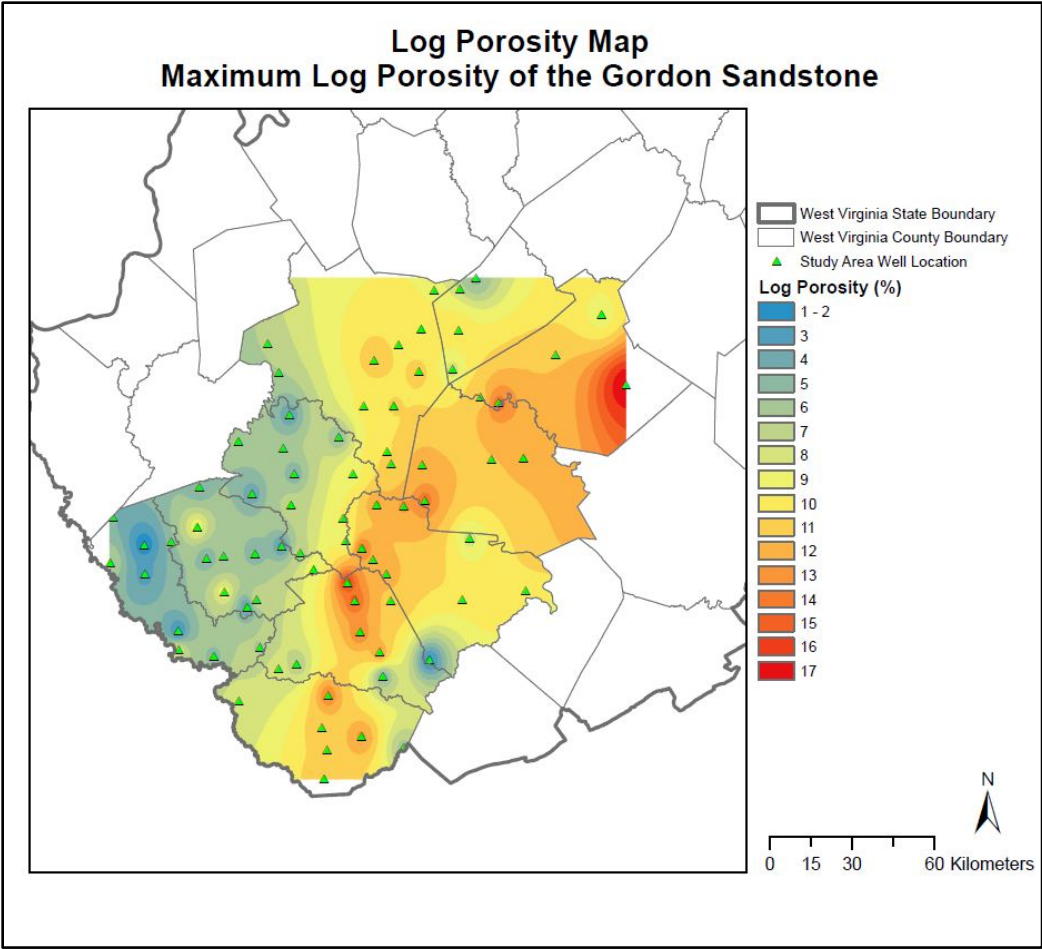 Log Porosity Map
Maximum Log Porosity of the Gordon Sandstone
West Virginia State Boundary
West Virginia County Boundary
Study Area Well Location
Log Porosity (%)
1 - 2
3
4
5
6
7
8
9
10
11
12
13
14
15
16
17
N
0 15 30 60 Kilometers